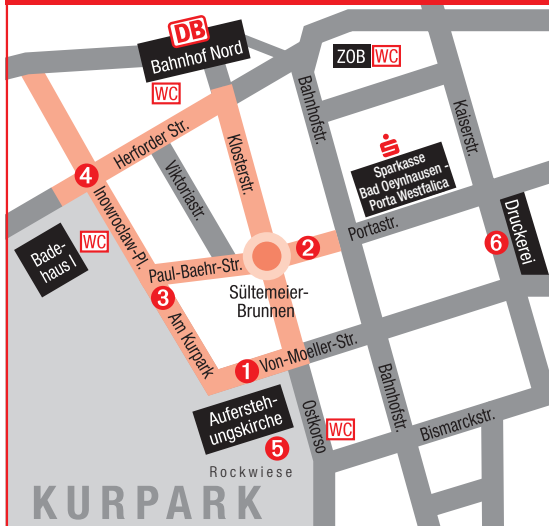 DB
Bahnhof Nord
WC
ZOB WC
Herforder Str.
Klosterstr.
Bahnhofstr.
Kaiserstr.
Viktoriastr.
S
Sparkasse
Bad Oeynhausen -
Porta Westfalica
4
Inowroclaw-Pl.
Bade-
haus I
WC
Paul-Baehr-Str.
2
Portastr.
6
Druckerei
3
Sültemeier-
Brunnen
Am Kurpark
1
Von-Moeller-Str.
Bahnhofstr.
Auferste-
hungskirche
Ostkorso
WC
Bismarckstr.
5
Rockwiese
KURPARK